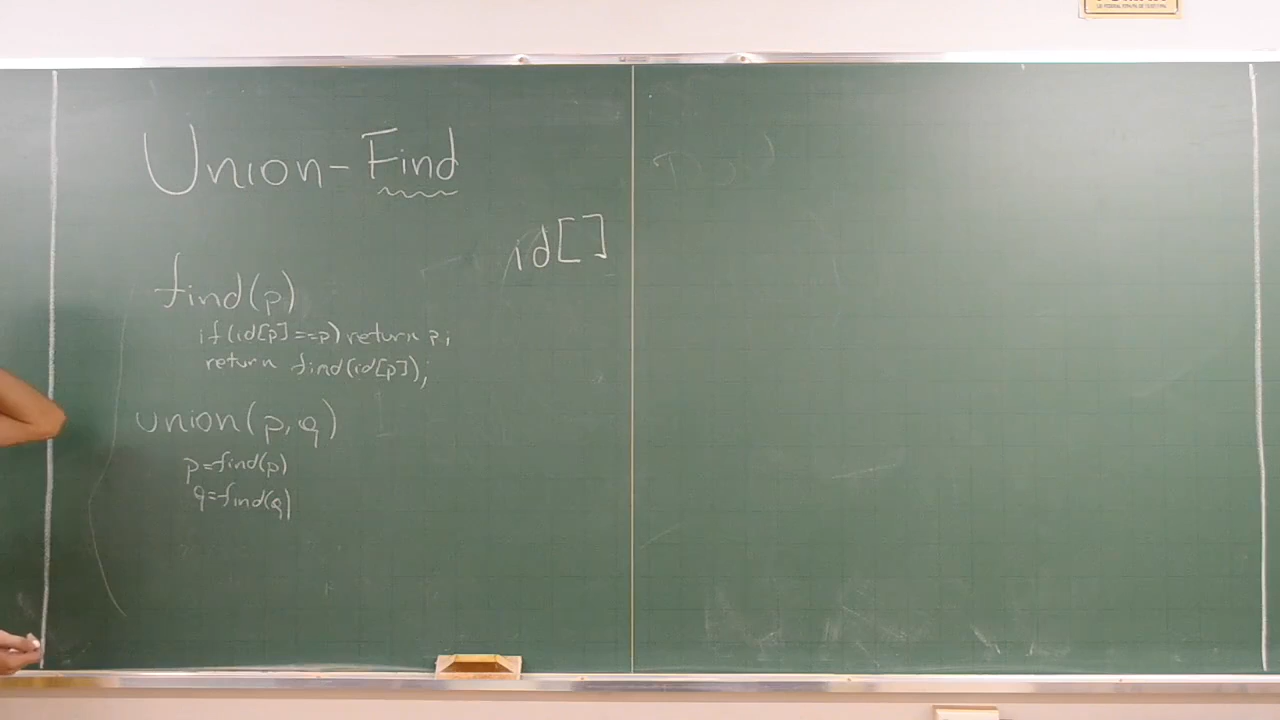 Union-Find
id[]
find(p)
if(id[p]==p) return p;
return find(id[p]);
union(p,q)
p=find(p)
q=find(q)